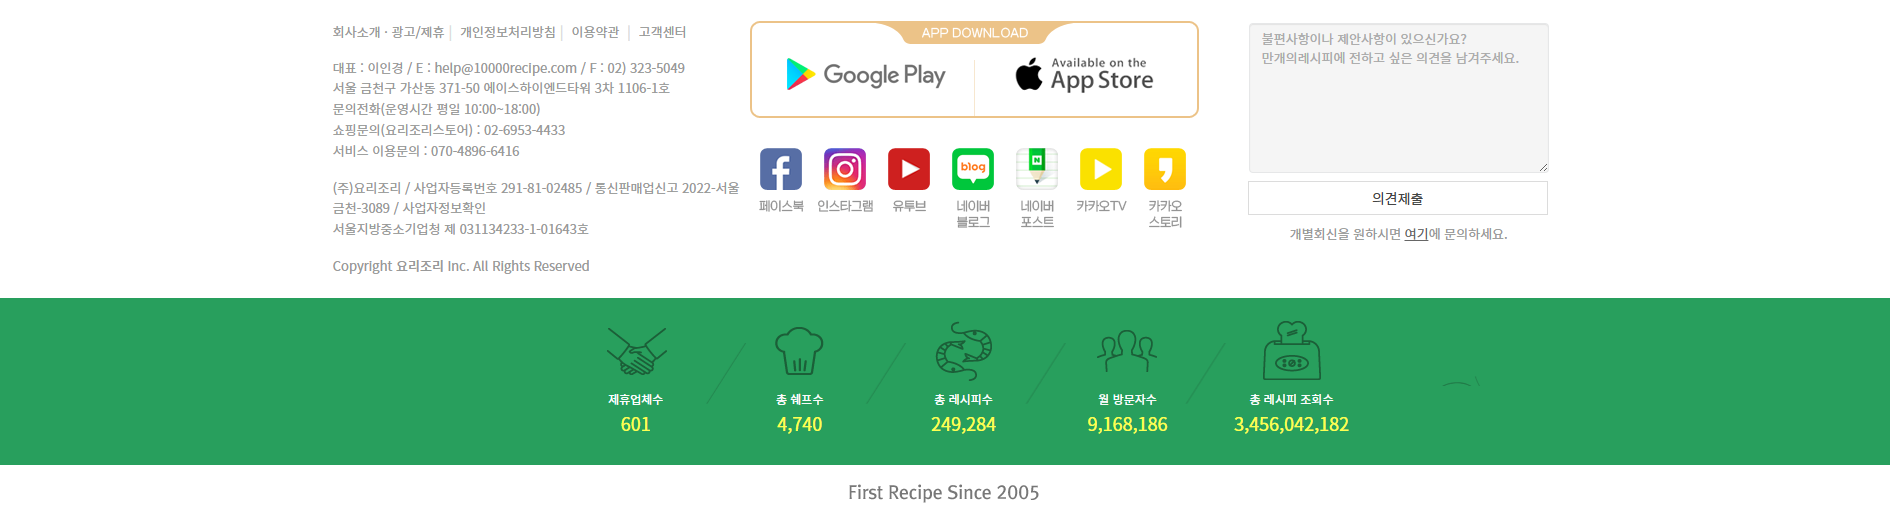 회사소개 · 광고/제휴 | 개인정보처리방침 | 이용약관 | 고객센터
대표 : 이인경 / E : help@10000recipe.com / F : 02) 323-5049
서울 금천구 가산동 371-50 에이스하이엔드타워 3차 1106-1호
문의전화(운영시간 평일 10:00~18:00)
쇼핑문의(요리조리스토어) : 02-6953-4433
서비스 이용문의 : 070-4896-6416
(주)요리조리 / 사업자등록번호 291-81-02485 / 통신판매업신고 2022-서울
금천-3089 / 사업자정보확인
서울지방중소기업청 제 031134233-1-01643호
Copyright 요리조리 Inc. All Rights Reserved
APP DOWNLOAD
Google Play
Available on the
App Store
blog
N
페이스북 인스타그램 유투브 네이버 블로그 네이버 포스트 카카오TV 카카오 스토리
불편사항이나 제안사항이 있으신가요?
만개의레시피에 전하고 싶은 의견을 남겨주세요.
의견제출
개별회신을 원하시면 여기에 문의하세요.
제휴업체수 총 쉐프수 총 레시피수 월 방문자수 총 레시피 조회수
601 4,740 249,284 9,168,186 3,456,042,182
First Recipe Since 2005